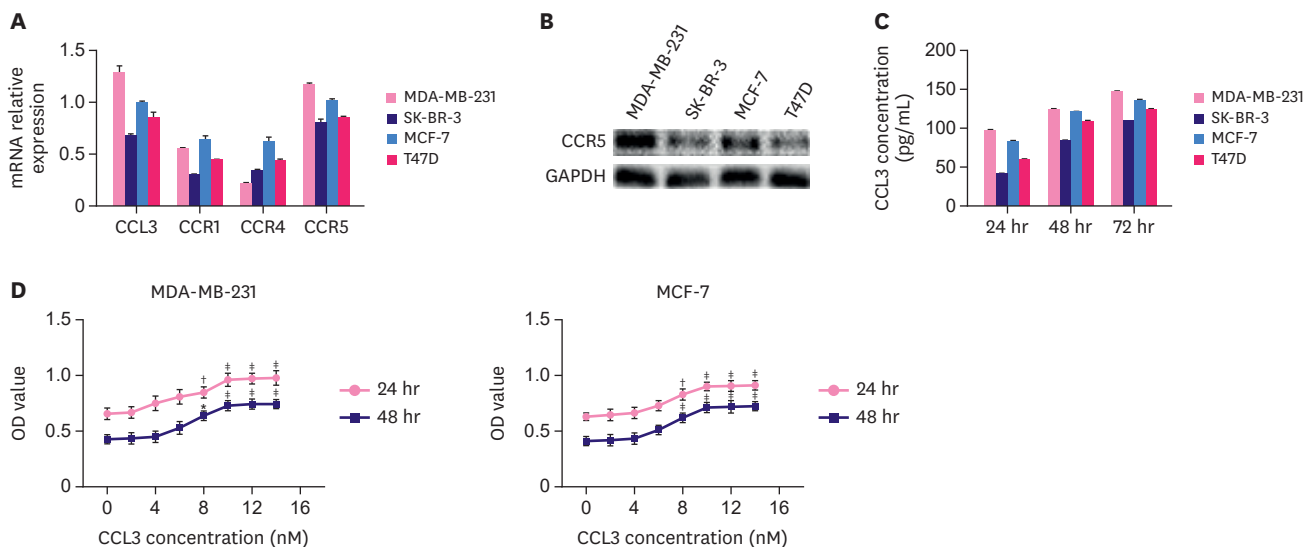 A
mRNA relative
expression
1.5
1.0
0.5
0
CCL3 CCR1 CCR4 CCR5
MDA-MB-231
SK-BR-3
MCF-7
T47D
B
MDA-MB-231
SK-BR-3
MCF-7
T47D
CCR5
GAPDH
C
CCL3 concentration
(pg/mL)
200
150
100
50
0
24 hr 48 hr 72 hr
MDA-MB-231
SK-BR-3
MCF-7
T47D
D
MDA-MB-231
OD value
1.5
1.0
0.5
0
† ‡ ‡ ‡
* ‡ ‡ ‡
0 4 8 12 16
CCL3 concentration (nM)
24 hr
48 hr
MCF-7
OD value
1.5
1.0
0.5
0
† ‡ ‡ ‡
‡ ‡ ‡ ‡
0 4 8 12 16
CCL3 concentration (nM)
24 hr
48 hr